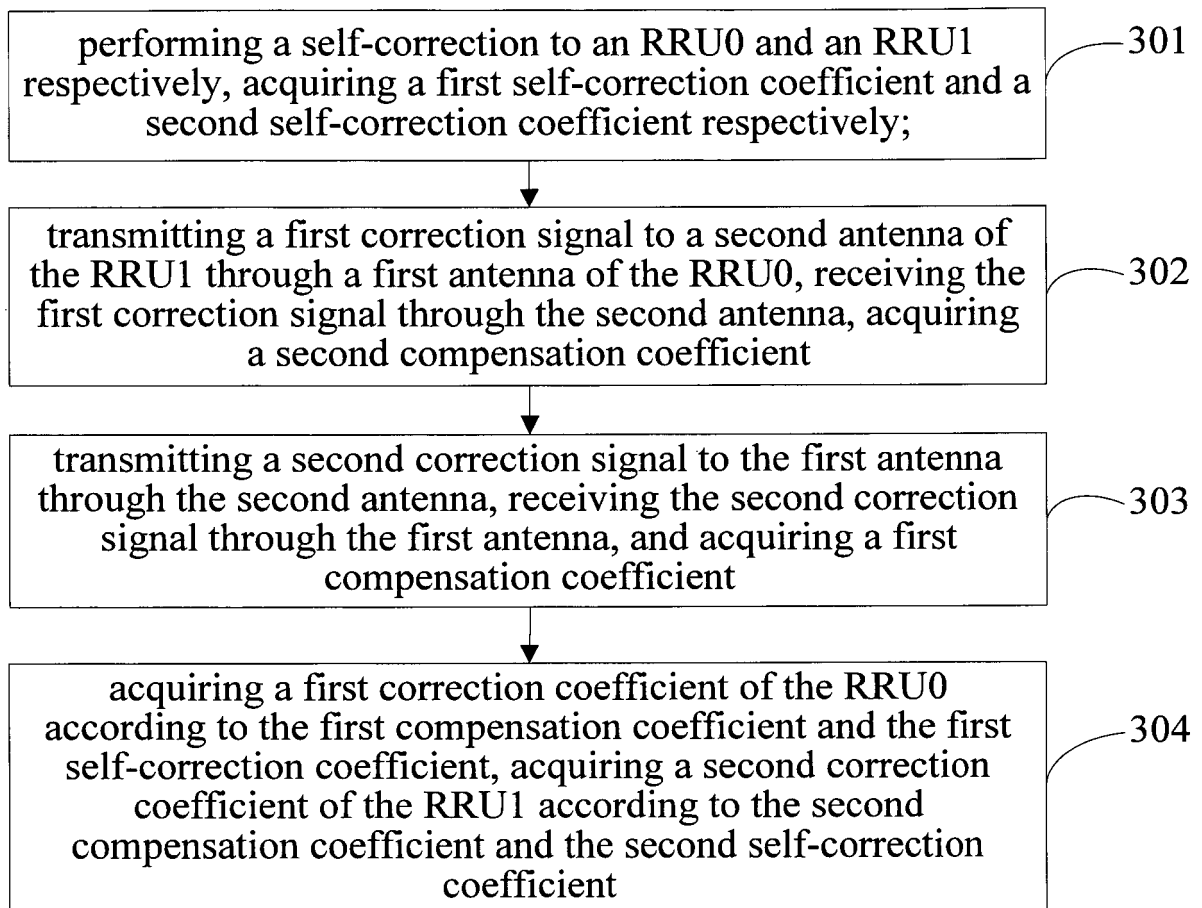 performing a self-correction to an RRU0 and an RRU1
respectively, acquiring a first self-correction coefficient and a
second self-correction coefficient respectively;
301
transmitting a first correction signal to a second antenna of
the RRU1 through a first antenna of the RRU0, receiving the
first correction signal through the second antenna, acquiring
a second compensation coefficient
302
transmitting a second correction signal to the first antenna
through the second antenna, receiving the second correction
signal through the first antenna, and acquiring a first
compensation coefficient
303
acquiring a first correction coefficient of the RRU0
according to the first compensation coefficient and the first
self-correction coefficient, acquiring a second correction
coefficient of the RRU1 according to the second
compensation coefficient and the second self-correction
coefficient
304